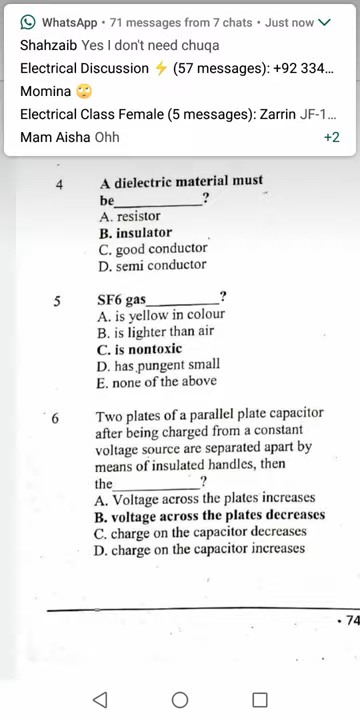 WhatsApp • 71 messages from 7 chats • Just now
Shahzaib Yes I don't need chuqa
Electrical Discussion ⚡ (57 messages): +92 334...
Momina 🙄
Electrical Class Female (5 messages): Zarrin JF-1...
Mam Aisha Ohh
+2
4 A dielectric material must
be__________?
A. resistor
B. insulator
C. good conductor
D. semi conductor
5 SF6 gas__________?
A. is yellow in colour
B. is lighter than air
C. is nontoxic
D. has pungent small
E. none of the above
6 Two plates of a parallel plate capacitor
after being charged from a constant
voltage source are separated apart by
means of insulated handles, then
the__________?
A. Voltage across the plates increases
B. voltage across the plates decreases
C. charge on the capacitor decreases
D. charge on the capacitor increases
• 74